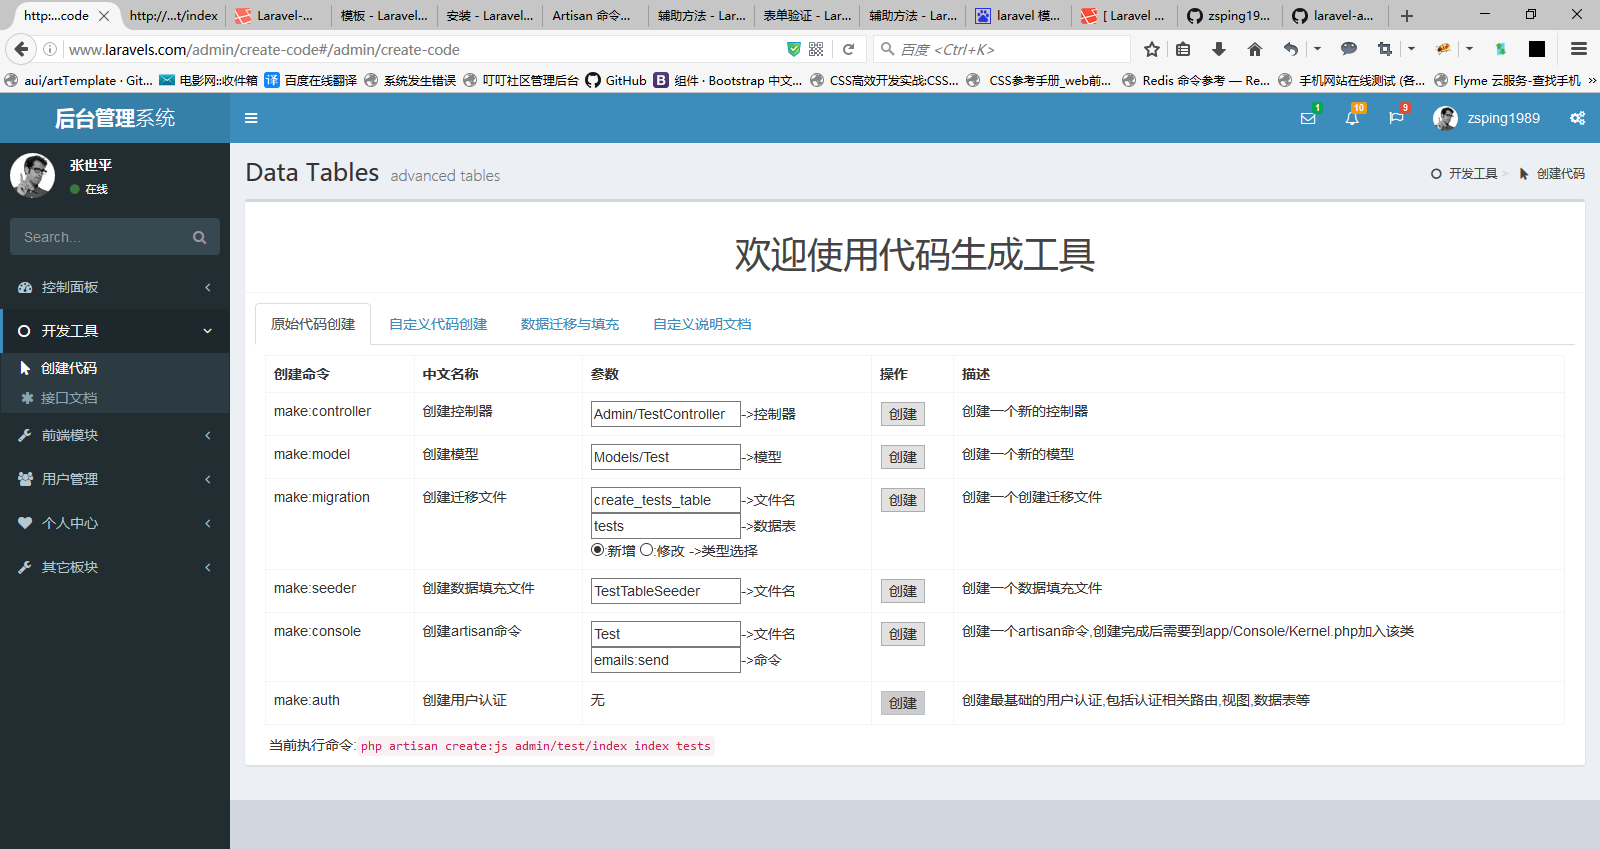 http:...code
http://...t/index
Laravel-...
模板 - Laravel...
安装 - Laravel...
Artisan 命令...
辅助方法 - Lar...
表单验证 - Lar...
辅助方法 - Lar...
laravel 模...
[ Laravel ...
zsping19...
laravel-a...
www.laravels.com/admin/create-code#/admin/create-code
百度 <Ctrl+K>
aui/artTemplate · Git...
电影网::收件箱
译 百度在线翻译
系统发生错误
叮叮社区管理后台
GitHub
B 组件 · Bootstrap 中文...
CSS高效开发实战:CSS...
CSS参考手册_web前...
Redis 命令参考 — Re...
手机网站在线测试 (各...
Flyme 云服务-查找手机
后台管理系统
1
10
9
zsping1989
张世平
在线
Search...
控制面板
开发工具
创建代码
接口文档
前端模块
用户管理
个人中心
其它板块
Data Tables advanced tables
开发工具 > 创建代码
欢迎使用代码生成工具
原始代码创建 自定义代码创建 数据迁移与填充 自定义说明文档
创建命令 中文名称 参数 操作 描述
make:controller 创建控制器 Admin/TestController ->控制器 创建 创建一个新的控制器
make:model 创建模型 Models/Test ->模型 创建 创建一个新的模型
make:migration 创建迁移文件 create_tests_table ->文件名 创建 创建一个创建迁移文件
tests ->数据表
:新增 :修改 ->类型选择
make:seeder 创建数据填充文件 TestTableSeeder ->文件名 创建 创建一个数据填充文件
make:console 创建artisan命令 Test ->文件名 创建 创建一个artisan命令,创建完成后需要到app/Console/Kernel.php加入该类
emails:send ->命令
make:auth 创建用户认证 无 创建 创建最基础的用户认证,包括认证相关路由,视图,数据表等
当前执行命令: php artisan create:js admin/test/index index tests